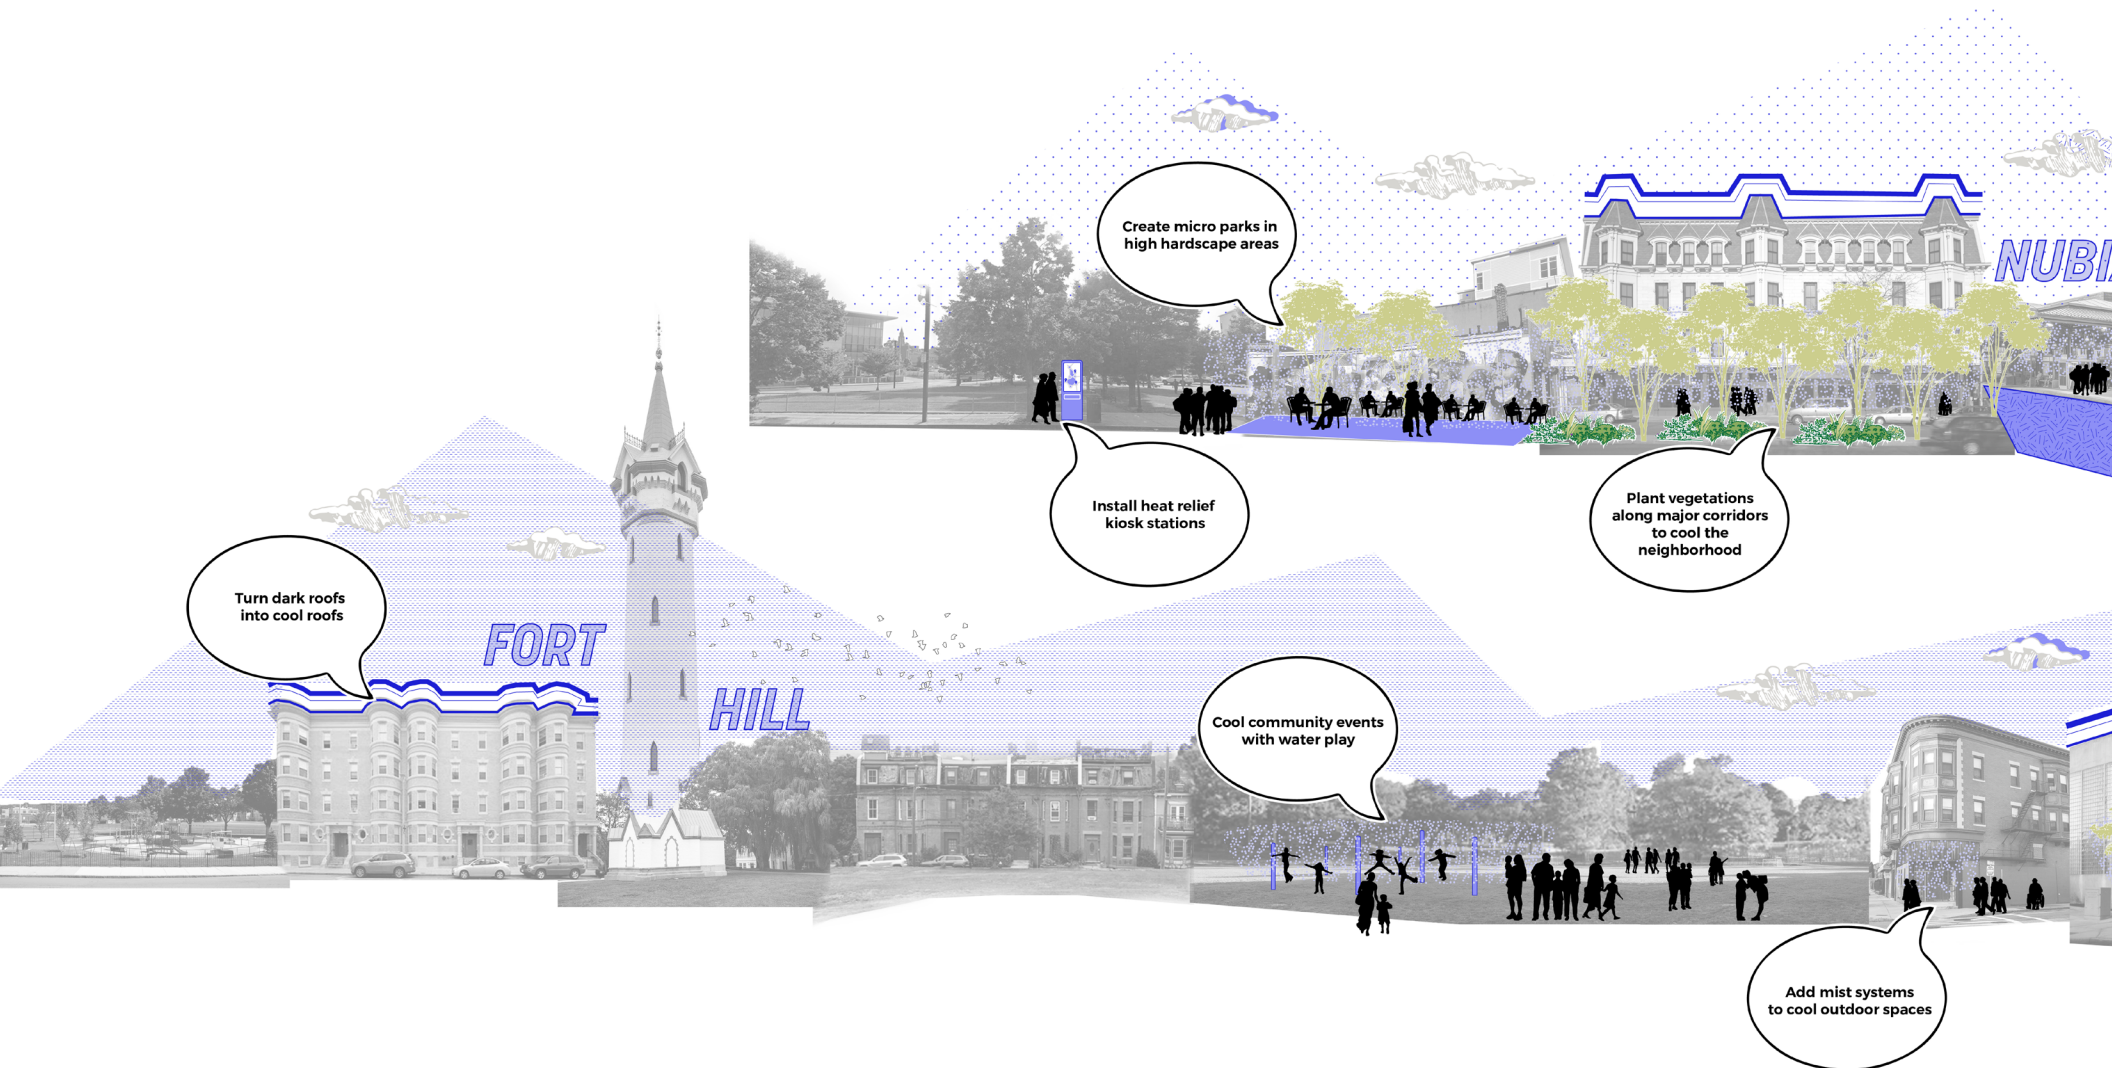 Create micro parks in
high hardscape areas
NUBI
Install heat relief
kiosk stations
Plant vegetations
along major corridors
to cool the
neighborhood
Turn dark roofs
into cool roofs
FORT
HILL
Cool community events
with water play
Add mist systems
to cool outdoor spaces